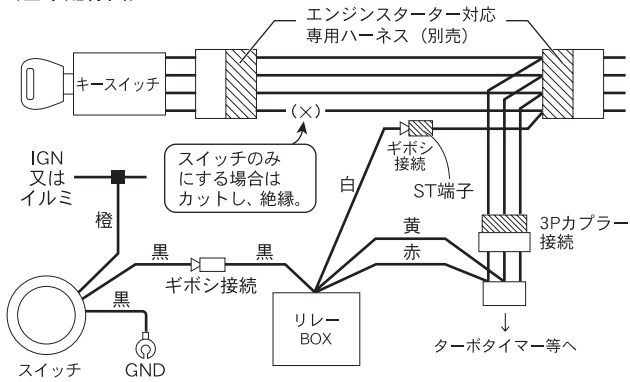 エンジンスターター対応
専用ハーネス（別売）
キースイッチ
(×)
スイッチのみ
にする場合は
カットし、絶縁。
ギボシ
接続
ST端子
白
IGN
又は
イルミ
橙
黒
黒
ギボシ接続
黄
赤
3Pカプラー
接続
黒
リレー
BOX
ターボタイマー等へ
スイッチ
GND